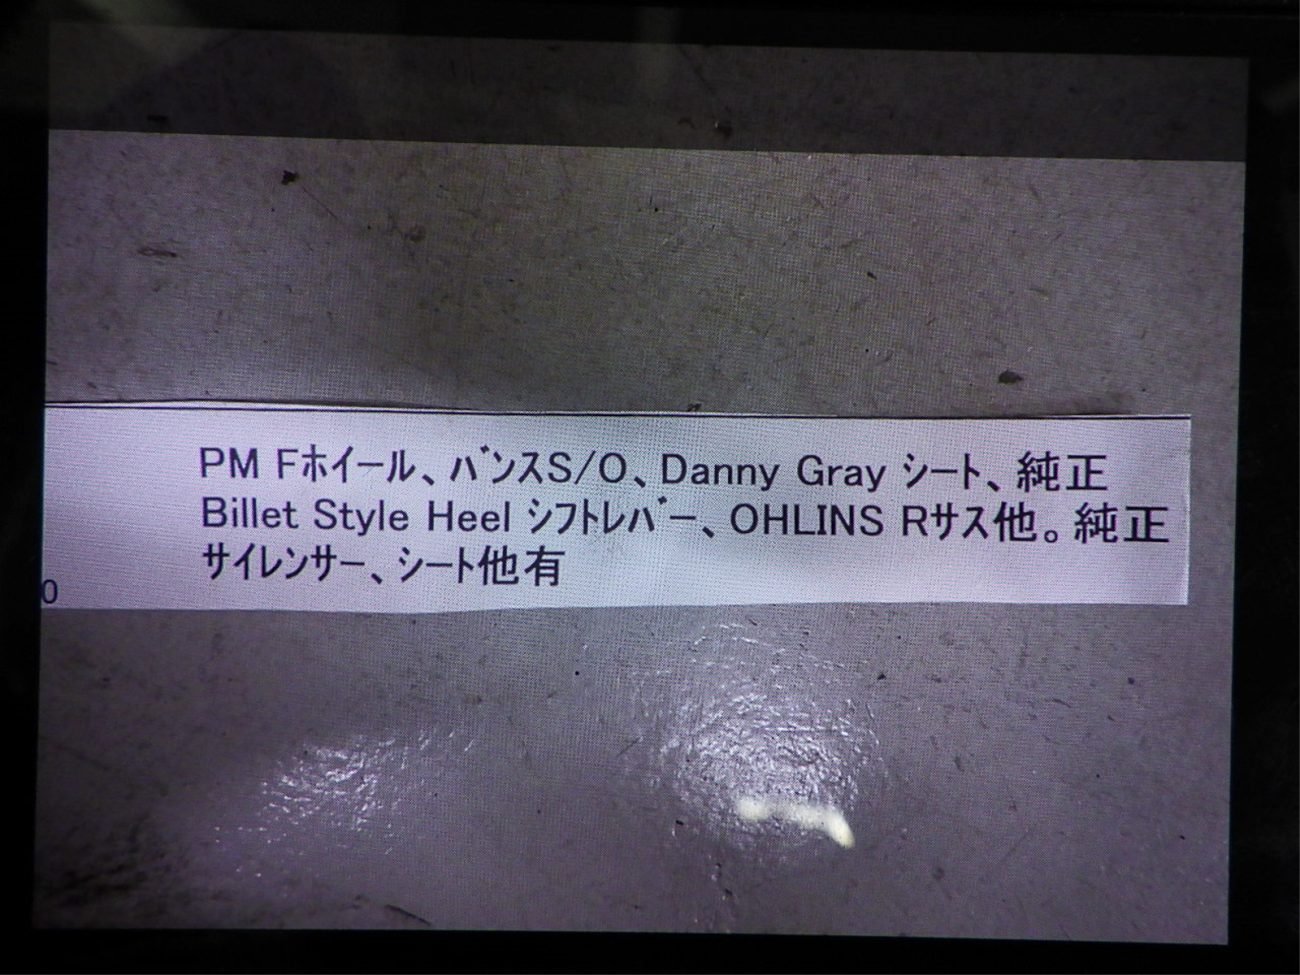 PM Fホイール、バンスS/O、Danny Gray シート、純正
Billet Style Heel シフトレバー、OHLINS Rサス他。純正
サイレンサー、シート他有
0